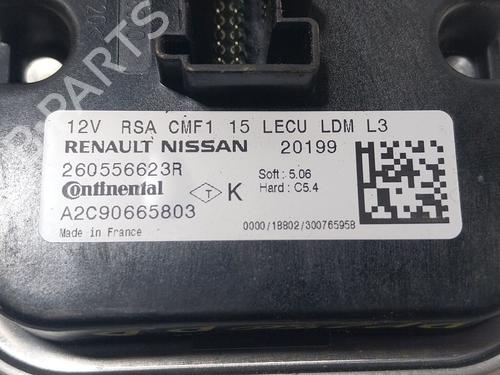 12V RSA CMF1 15 LECU LDM L3
RENAULT NISSAN 20199
260556623R
Soft : 5.06
Continental T K Hard : C5.4
A2C90665803
Made in France
0000/18802/300765958